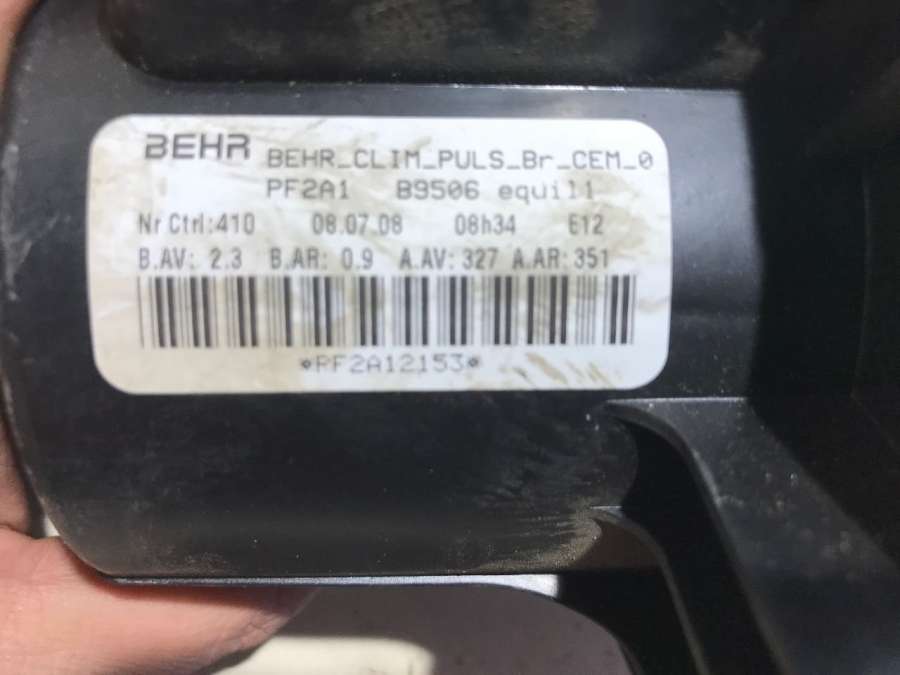 BEHR BEHR_CLIM_PULS_Br_CEM_0
PF2A1 B9506 equili
Nr Ctrl:410 08.07.08 08h34 E12
B.AV: 2.3 B.AR: 0.9 A.AV: 327 A.AR: 351
*PF2A12153*